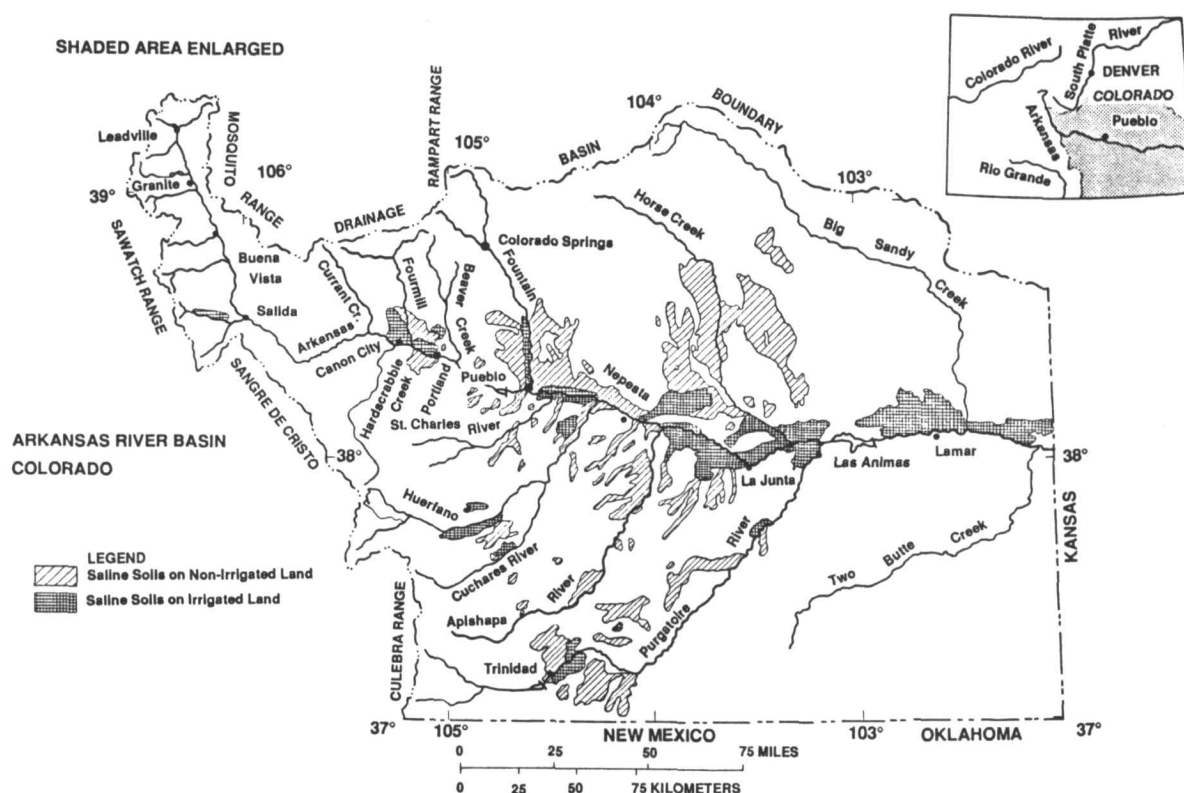 SHADED AREA ENLARGED
Colorado River
South Platte
River
DENVER
COLORADO
Pueblo
Arkansas
Rio Grande
Leadville
MOSQUITO
RANGE
Granite
39°
106°
SAWATCH RANGE
Buena
Vista
Salida
RAMPART RANGE
105°
104°
103°
DRAINAGE
BASIN
BOUNDARY
Horse Creek
Big Sandy
Creek
Colorado Springs
Fountain
Currant Cr.
Fourmill
Beaver
Creek
Arkansas
Canon City
Hardscrabble
Creek
Portland
Pueblo
Nepesta
St. Charles
River
SANGRE DE CRISTO
ARKANSAS RIVER BASIN
COLORADO
38°
La Junta
Las Animas
Lamar
38°
Huerfano
Cuchares River
Apishapa
River
Purgatoire
River
Two Butte Creek
KANSAS
LEGEND
Saline Soils on Non-Irrigated Land
Saline Soils on Irrigated Land
CULEBRA RANGE
Trinidad
37°
105°
NEW MEXICO
103°
OKLAHOMA
37°
0 25 50 75 MILES
0 25 50 75 KILOMETERS